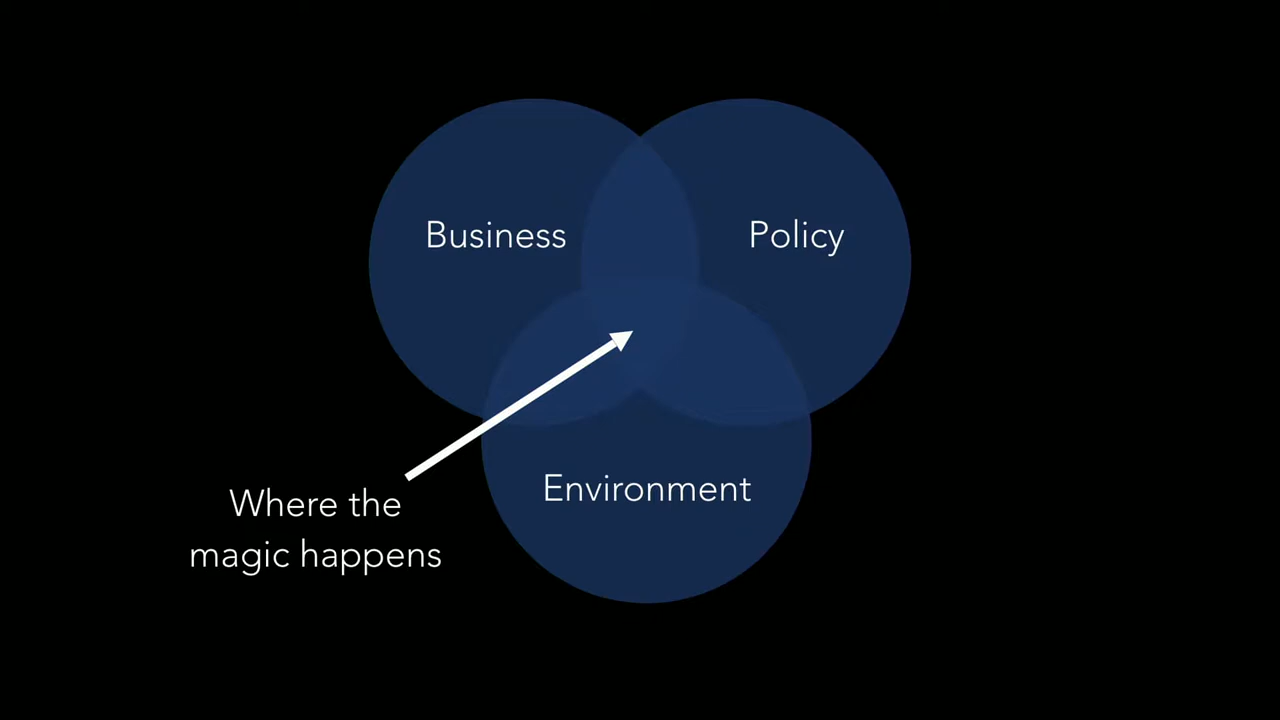 Business
Policy
Environment
Where the
magic happens